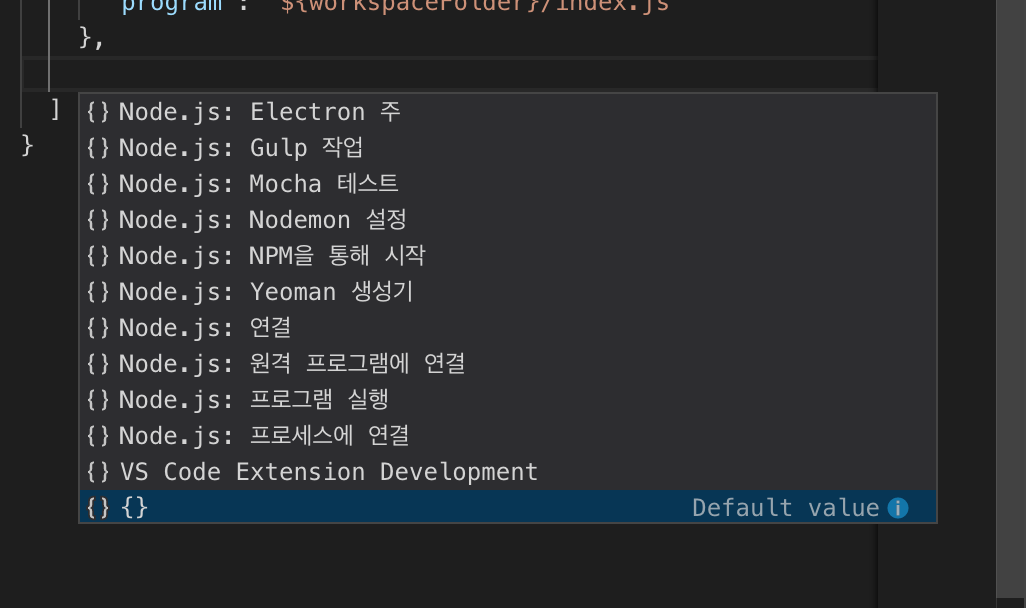 "program": "${workspaceFolder}/index.js"
},
]
}
{} Node.js: Electron 주
{} Node.js: Gulp 작업
{} Node.js: Mocha 테스트
{} Node.js: Nodemon 설정
{} Node.js: NPM을 통해 시작
{} Node.js: Yeoman 생성기
{} Node.js: 연결
{} Node.js: 원격 프로그램에 연결
{} Node.js: 프로그램 실행
{} Node.js: 프로세스에 연결
{} VS Code Extension Development
{} {} Default value i